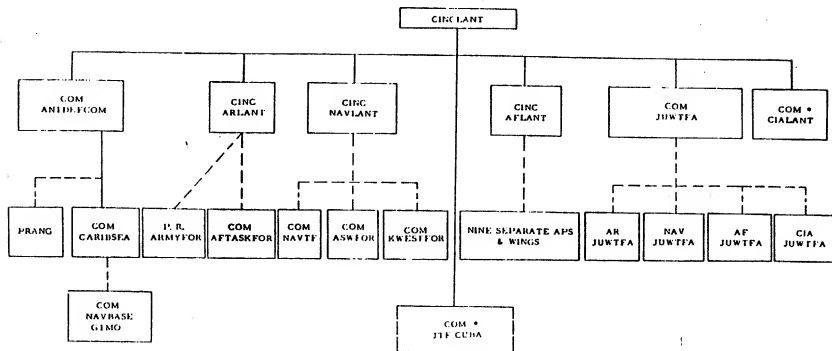 CINCLANT
COM
ANTDEFCOM
CINC
ARLANT
CINC
NAVLANT
CINC
AFLANT
COM
JUWTFA
COM *
CIALANT
PRANG
COM
CARIBSEA
P. R.
ARMYFOR
COM
AFTASKFOR
COM
NAVTF
COM
ASWFOR
COM
KWESTFOR
NINE SEPARATE APS
& WINGS
AR
JUWTFA
NAV
JUWTFA
AF
JUWTFA
CIA
JUWTFA
COM
NAVBASE
GTMO
COM *
JTF CUBA